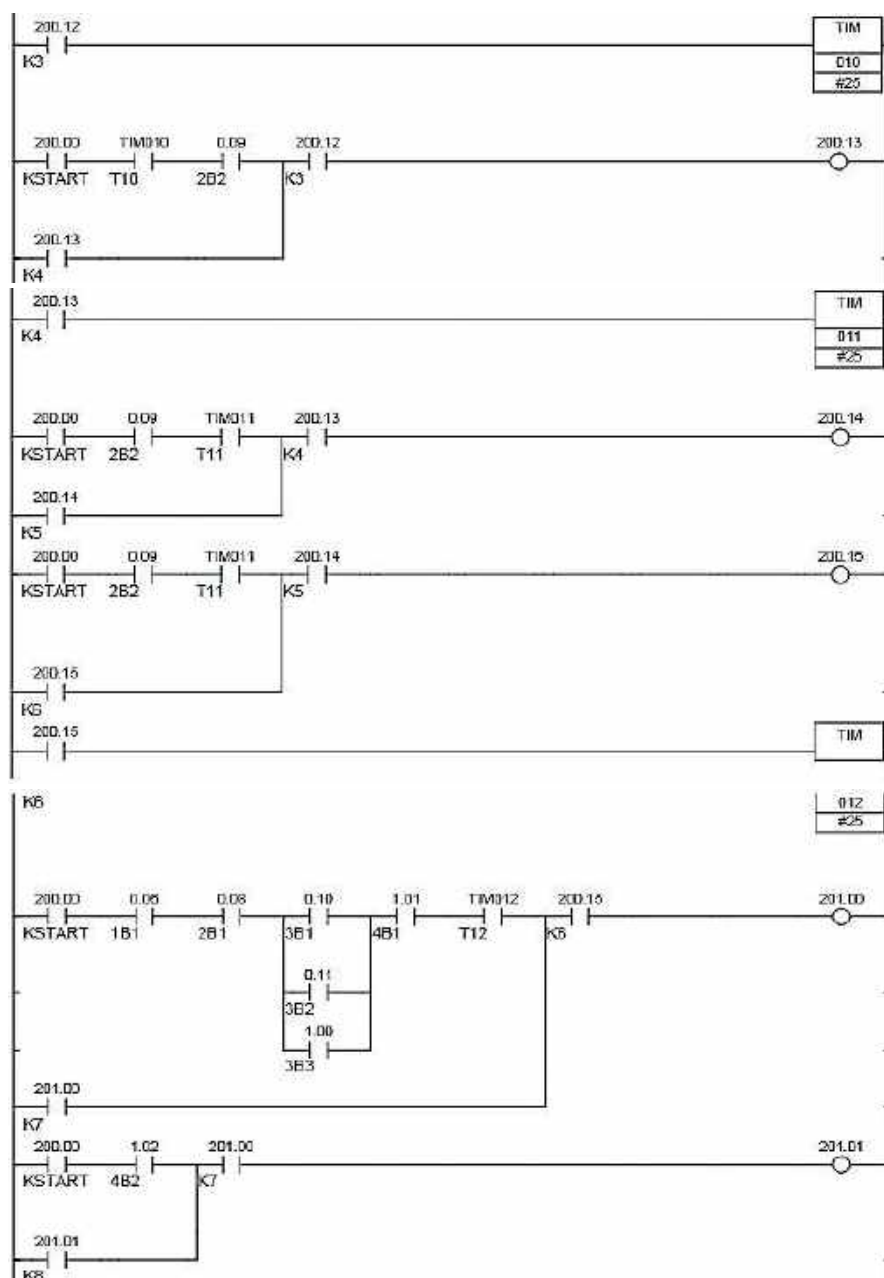 200.12 TIM
K3 010
#25
200.00 TIM010 0.09 200.12 200.13
KSTART T10 2B2 K3
200.13
K4
200.13 TIM
K4 011
#25
200.00 0.09 TIM011 200.13 200.14
KSTART 2B2 T11 K4
200.14
K5
200.00 0.09 TIM011 200.14 200.15
KSTART 2B2 T11 K5
200.15
K6
200.15 TIM
K6 012
#25
200.00 0.08 0.10 1.01 TIM012 200.15 201.00
KSTART 1B1 2B1 3B1 4B1 T12 K6
0.11
3B2
1.00
3B3
201.00
K7
200.00 1.02 201.00 201.01
KSTART 4B2 K7
201.01
K8